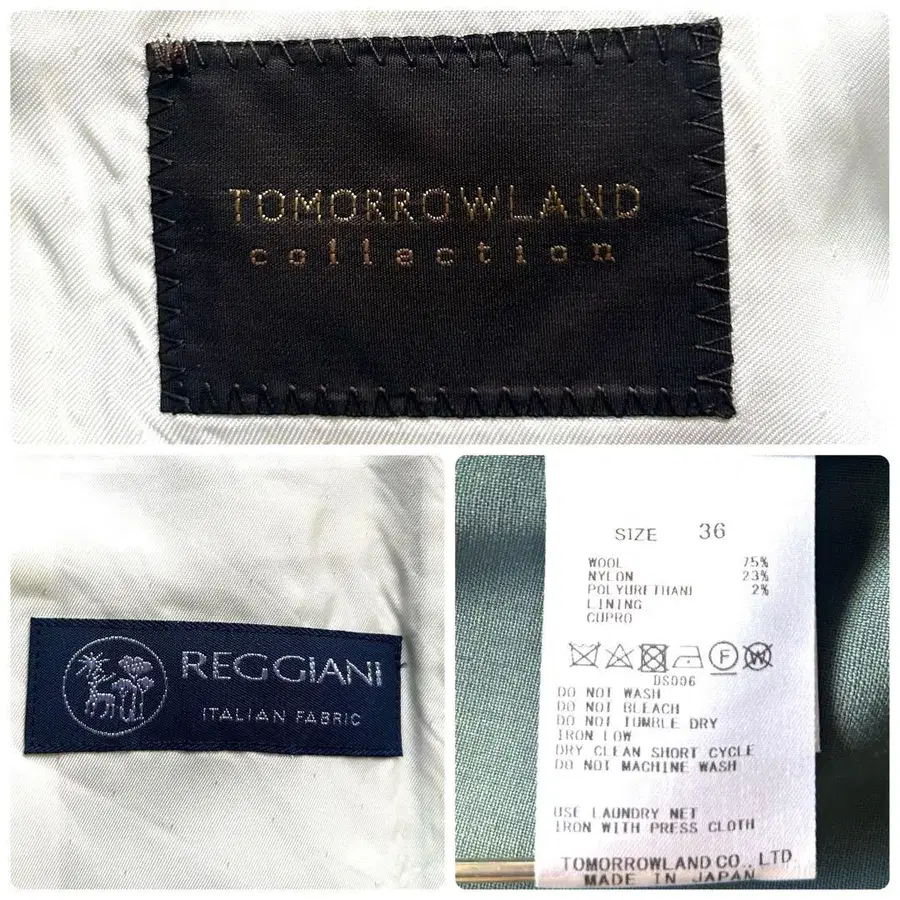 TOMORROWLAND
collection
REGGIANI
ITALIAN FABRIC
SIZE 36
WOOL 75%
NYLON 23%
POLYURETHANE 2%
LINING
CUPRO
F
W
DS006
DO NOT WASH
DO NOT BLEACH
DO NOT TUMBLE DRY
IRON LOW
DRY CLEAN SHORT CYCLE
DO NOT MACHINE WASH
USE LAUNDRY NET
IRON WITH PRESS CLOTH
TOMORROWLAND CO., LTD
MADE IN JAPAN